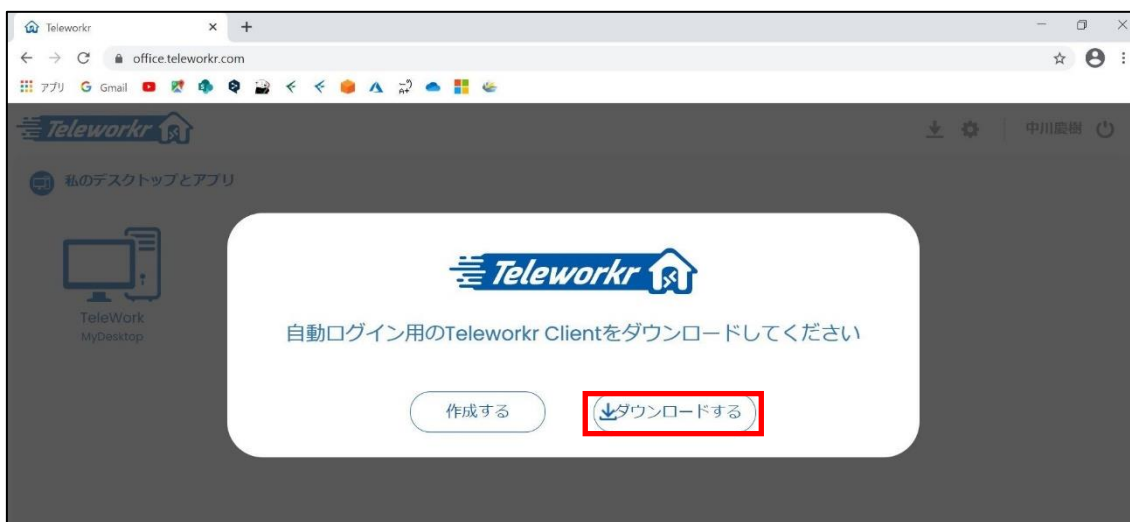 Teleworkr
office.teleworkr.com
アプリ Gmail
Teleworkr
中川慶樹
私のデスクトップとアプリ
TeleWork
MyDesktop
Teleworkr
自動ログイン用のTeleworkr Clientをダウンロードしてください
作成する ダウンロードする